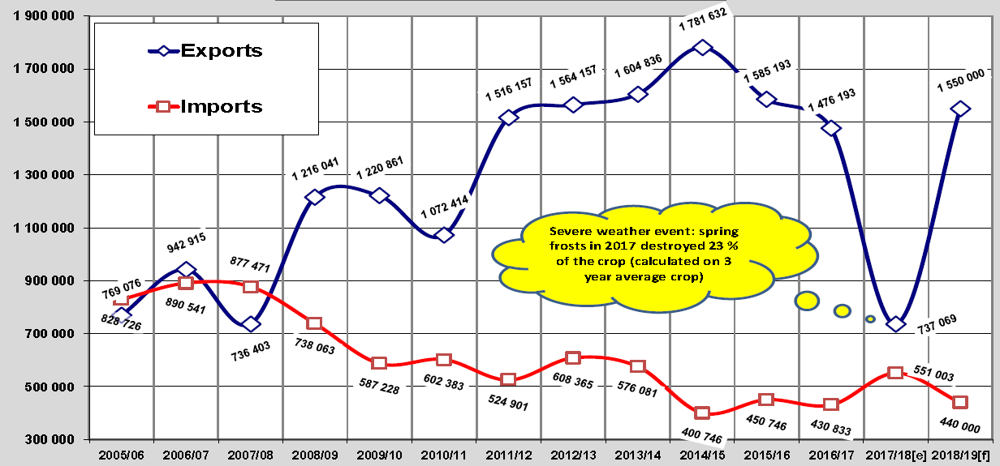 1 900 000
1 700 000
1 500 000
1 300 000
1 100 000
900 000
700 000
500 000
300 000
Exports
Imports
769 076
942 915
736 403
1 216 041
1 220 861
1 072 414
1 516 157
1 564 157
1 604 836
1 781 632
1 585 193
1 476 193
737 069
1 550 000
828 726
890 541
877 471
738 063
587 228
602 383
524 901
608 365
576 081
400 746
450 746
430 833
551 003
440 000
Severe weather event: spring
frosts in 2017 destroyed 23 %
of the crop (calculated on 3
year average crop)
2005/06
2006/07
2007/08
2008/09
2009/10
2010/11
2011/12
2012/13
2013/14
2014/15
2015/16
2016/17
2017/18[e]
2018/19[f]